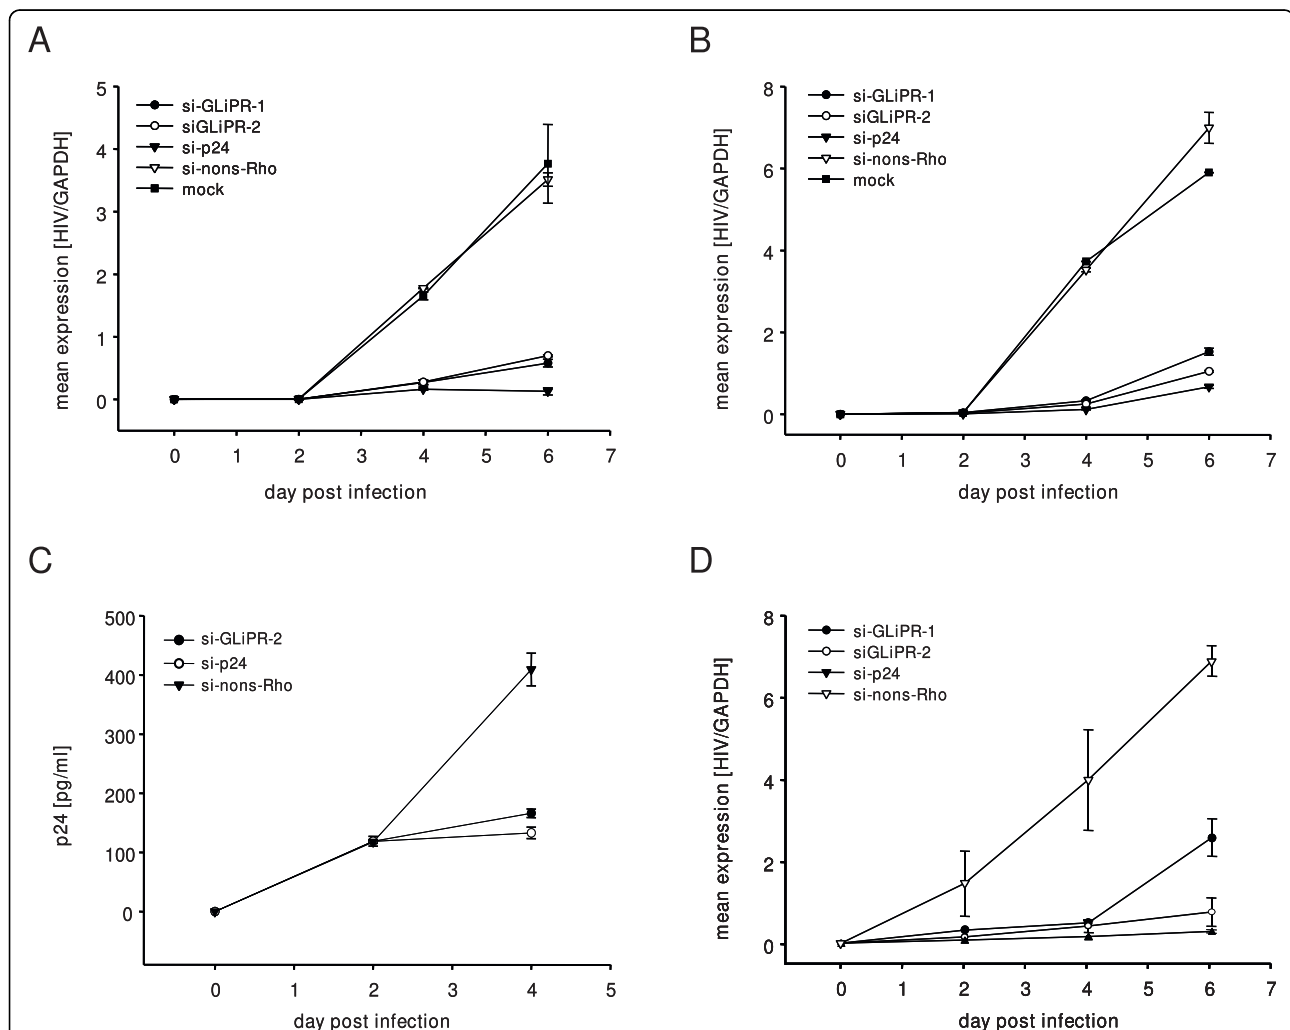 A
5
4
3
2
1
0
mean expression [HIV/GAPDH]
si-GLiPR-1
siGLiPR-2
si-p24
si-nons-Rho
mock
0 1 2 3 4 5 6 7
day post infection
B
8
6
4
2
0
mean expression [HIV/GAPDH]
si-GLiPR-1
siGLiPR-2
si-p24
si-nons-Rho
mock
0 1 2 3 4 5 6 7
day post infection
C
500
400
300
200
100
0
p24 [pg/ml]
si-GLiPR-2
si-p24
si-nons-Rho
0 1 2 3 4 5
day post infection
D
8
6
4
2
0
mean expression [HIV/GAPDH]
si-GLiPR-1
siGLiPR-2
si-p24
si-nons-Rho
0 1 2 3 4 5 6 7
day post infection